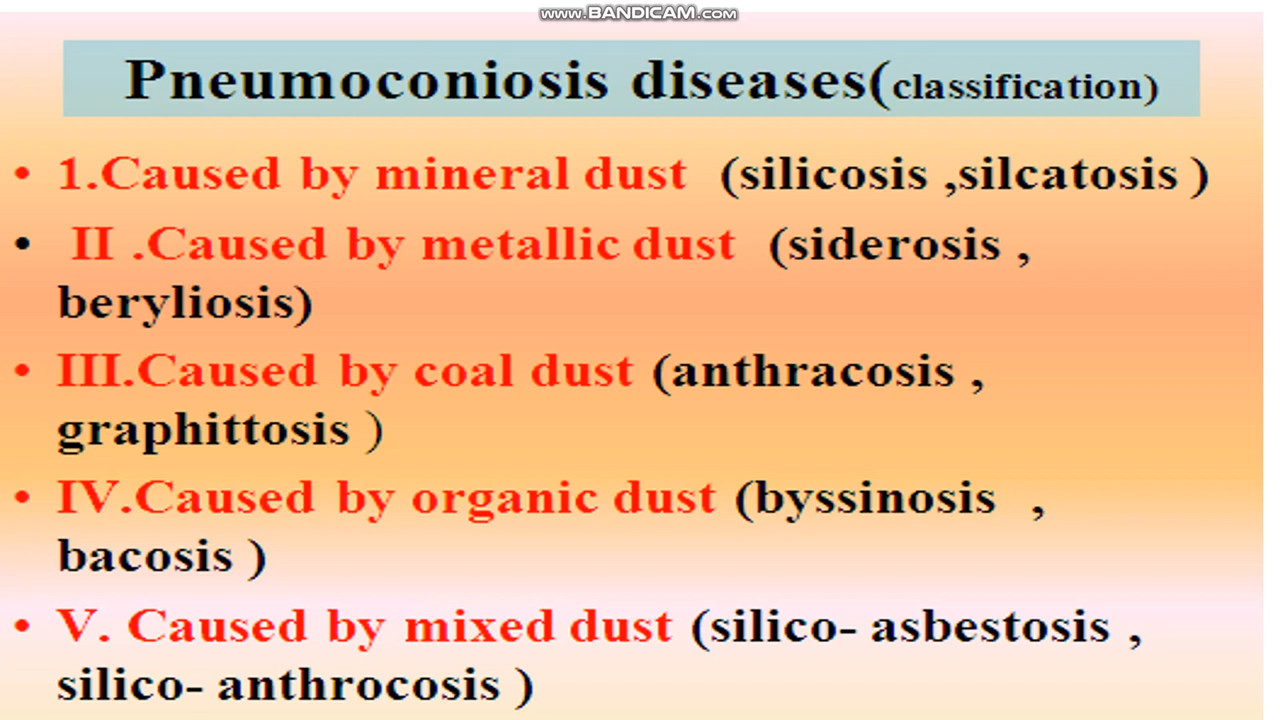 www.BANDICAM.com
Pneumoconiosis diseases(classification)
• 1.Caused by mineral dust (silicosis ,silcatosis )
• II .Caused by metallic dust (siderosis ,
beryliosis)
• III.Caused by coal dust (anthracosis ,
graphittosis )
• IV.Caused by organic dust (byssinosis ,
bacosis )
• V. Caused by mixed dust (silico- asbestosis ,
silico- anthrocosis )